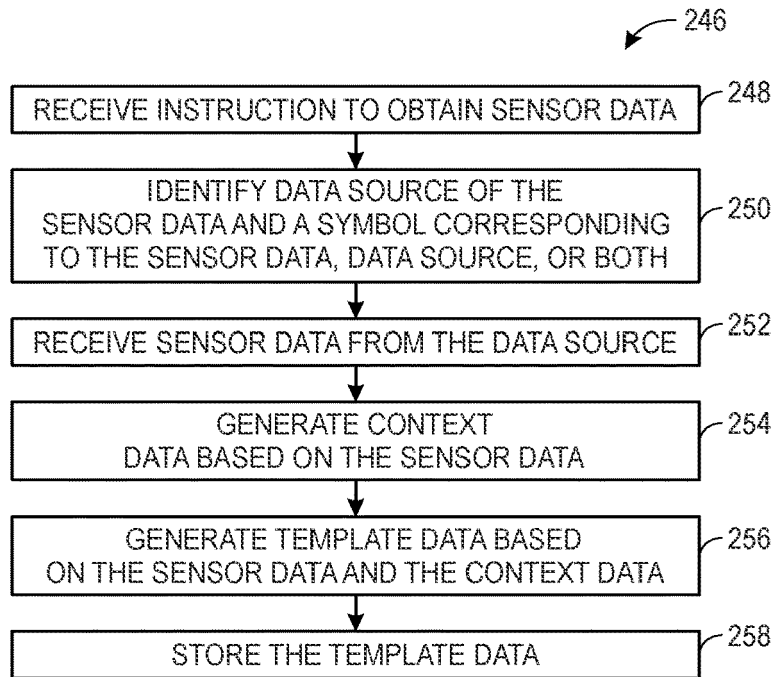 246
RECEIVE INSTRUCTION TO OBTAIN SENSOR DATA
248
IDENTIFY DATA SOURCE OF THE
SENSOR DATA AND A SYMBOL CORRESPONDING
TO THE SENSOR DATA, DATA SOURCE, OR BOTH
250
RECEIVE SENSOR DATA FROM THE DATA SOURCE
252
GENERATE CONTEXT
DATA BASED ON THE SENSOR DATA
254
GENERATE TEMPLATE DATA BASED
ON THE SENSOR DATA AND THE CONTEXT DATA
256
STORE THE TEMPLATE DATA
258